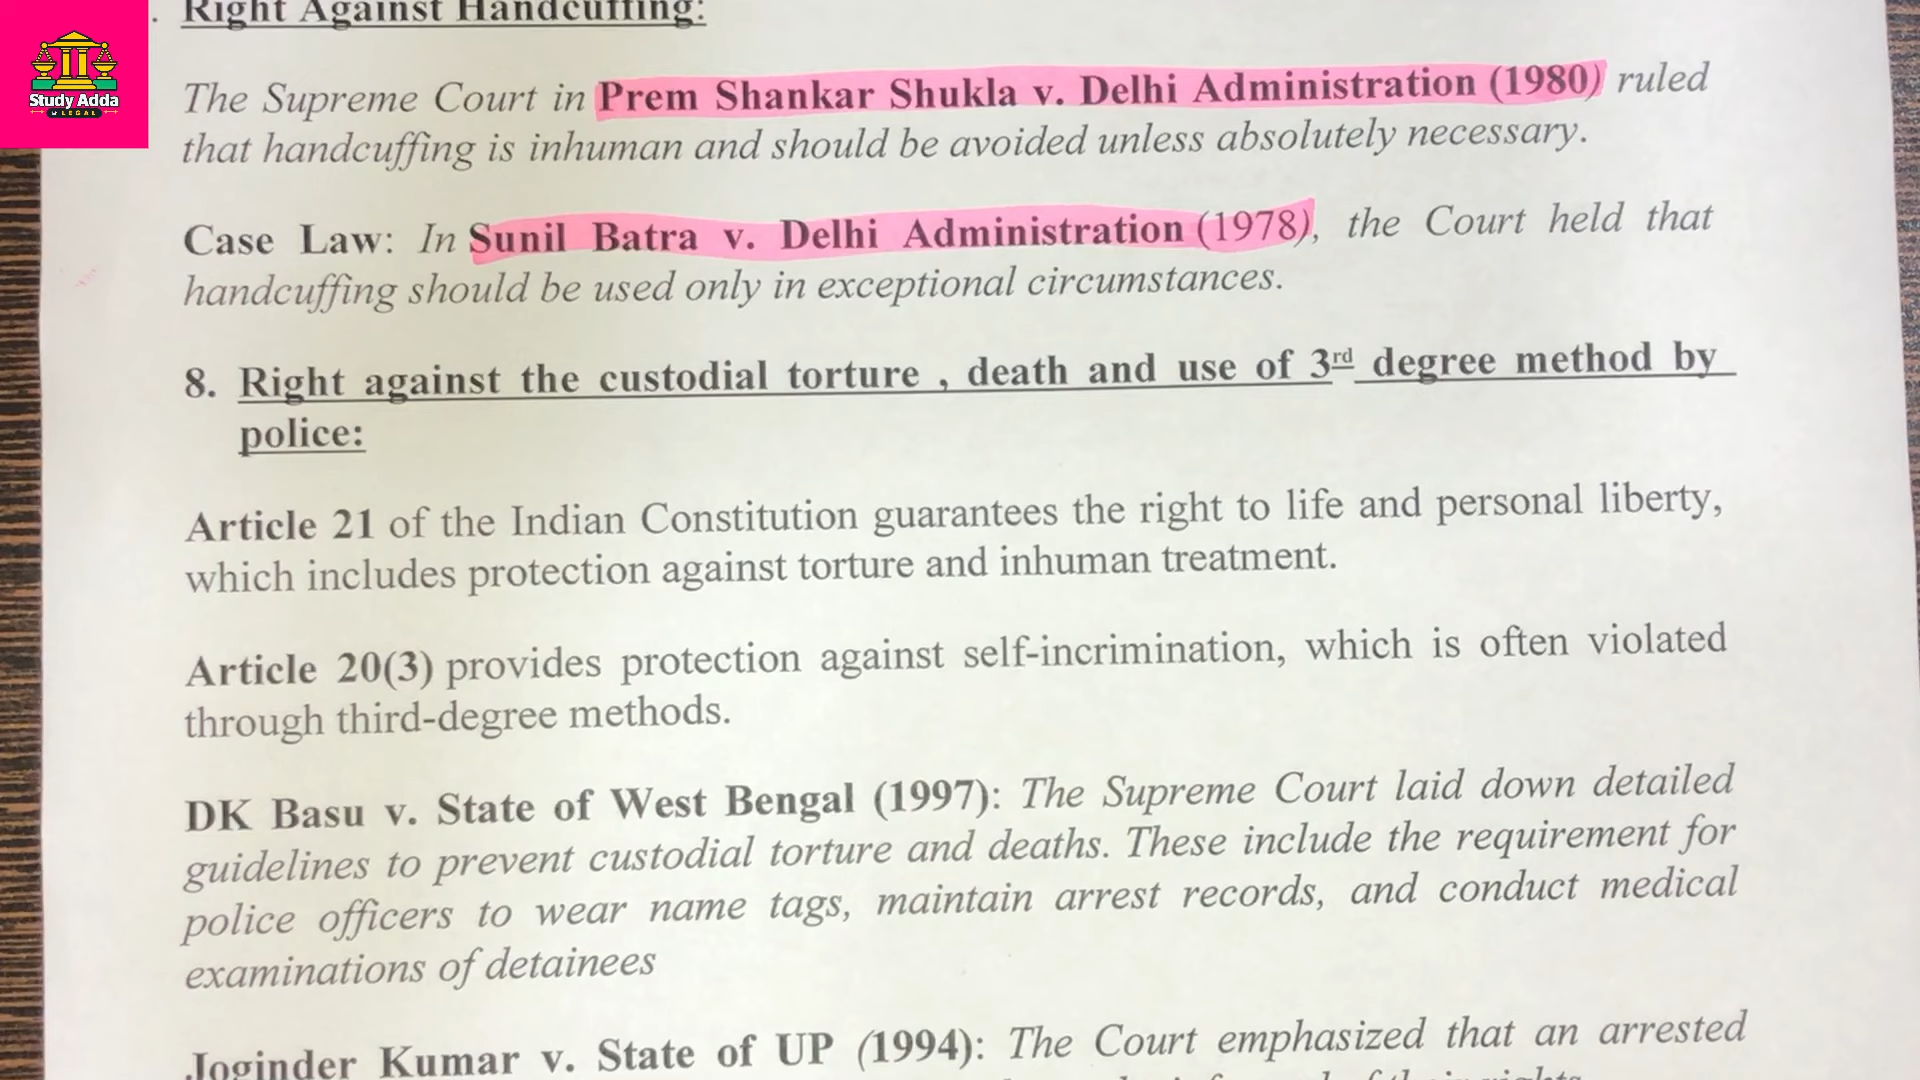 Study Adda
LEGAL
Right Against Handcuffing:
The Supreme Court in Prem Shankar Shukla v. Delhi Administration (1980) ruled
that handcuffing is inhuman and should be avoided unless absolutely necessary.
Case Law: In Sunil Batra v. Delhi Administration (1978), the Court held that
handcuffing should be used only in exceptional circumstances.
8. Right against the custodial torture , death and use of 3rd degree method by
police:
Article 21 of the Indian Constitution guarantees the right to life and personal liberty,
which includes protection against torture and inhuman treatment.
Article 20(3) provides protection against self-incrimination, which is often violated
through third-degree methods.
DK Basu v. State of West Bengal (1997): The Supreme Court laid down detailed
guidelines to prevent custodial torture and deaths. These include the requirement for
police officers to wear name tags, maintain arrest records, and conduct medical
examinations of detainees
Joginder Kumar v. State of UP (1994): The Court emphasized that an arrested
rights